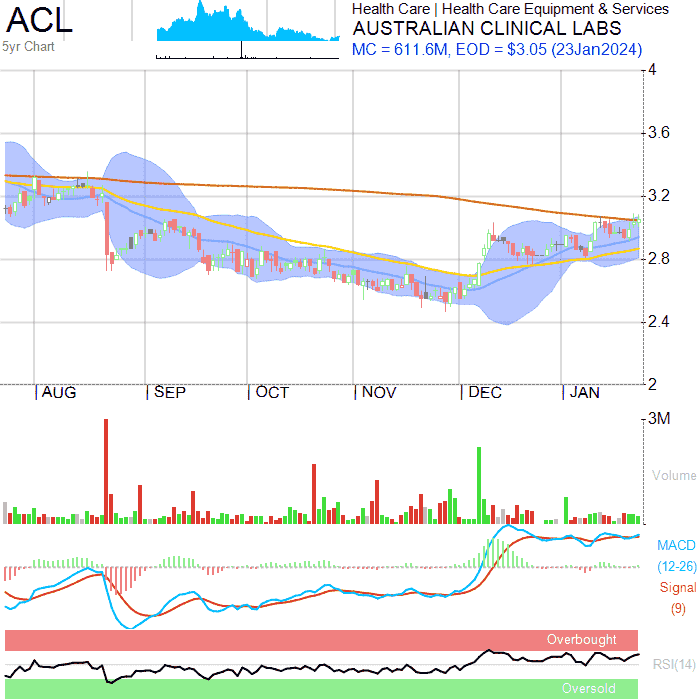 ACL
5yr Chart
Health Care | Health Care Equipment & Services
AUSTRALIAN CLINICAL LABS
MC = 611.6M, EOD = $3.05 (23Jan2024)
4
3.6
3.2
2.8
2.4
2
| AUG | SEP | OCT | NOV | DEC | JAN
3M
Volume
MACD
(12-26)
Signal
(9)
Overbought
RSI(14)
Oversold